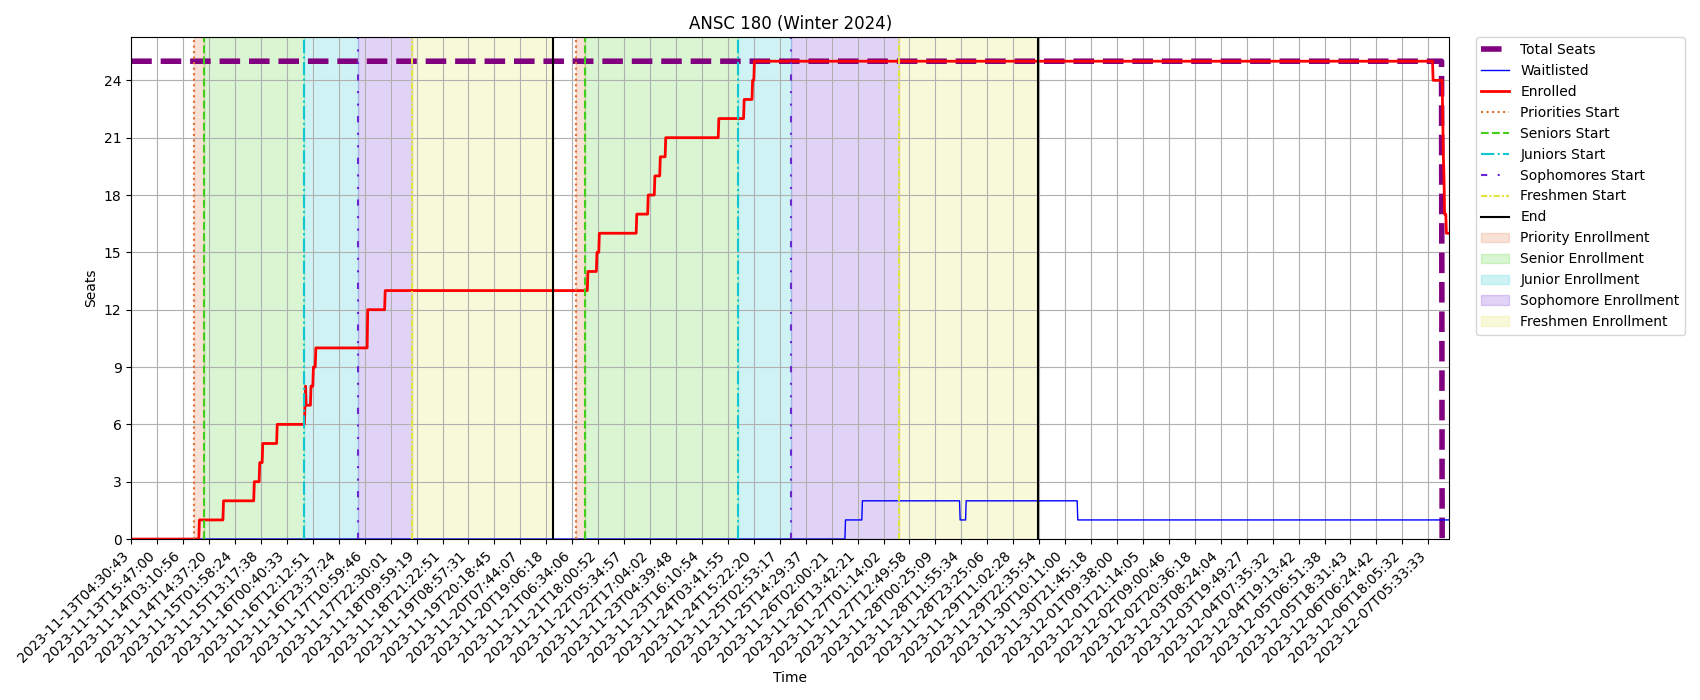 ANSC 180 (Winter 2024)
Total Seats
Waitlisted
Enrolled
Priorities Start
Seniors Start
Juniors Start
Sophomores Start
Freshmen Start
End
Priority Enrollment
Senior Enrollment
Junior Enrollment
Sophomore Enrollment
Freshmen Enrollment
Seats
24
21
18
15
12
9
6
3
0
2023-11-13T04:30:43
2023-11-13T15:47:00
2023-11-14T03:10:56
2023-11-14T14:37:20
2023-11-15T01:58:24
2023-11-15T13:17:38
2023-11-16T00:40:33
2023-11-16T12:12:51
2023-11-16T23:37:24
2023-11-17T10:59:46
2023-11-17T22:30:01
2023-11-18T09:59:19
2023-11-18T21:22:51
2023-11-19T08:57:31
2023-11-19T20:18:45
2023-11-20T07:44:07
2023-11-20T19:06:18
2023-11-21T06:34:06
2023-11-21T18:00:52
2023-11-22T05:34:57
2023-11-22T17:04:02
2023-11-23T04:39:48
2023-11-23T16:10:54
2023-11-24T03:41:55
2023-11-24T15:22:20
2023-11-25T02:53:17
2023-11-25T14:29:37
2023-11-26T02:00:21
2023-11-26T13:42:21
2023-11-27T01:14:02
2023-11-27T12:49:58
2023-11-28T00:25:09
2023-11-28T11:55:34
2023-11-28T23:25:06
2023-11-29T11:02:28
2023-11-29T22:35:54
2023-11-30T10:11:00
2023-11-30T21:45:18
2023-12-01T09:38:00
2023-12-01T21:14:05
2023-12-02T09:00:46
2023-12-02T20:36:18
2023-12-03T08:24:04
2023-12-03T19:49:27
2023-12-04T07:35:32
2023-12-04T19:13:42
2023-12-05T06:51:38
2023-12-05T18:31:43
2023-12-06T06:24:42
2023-12-06T18:05:32
2023-12-07T05:33:33
Time